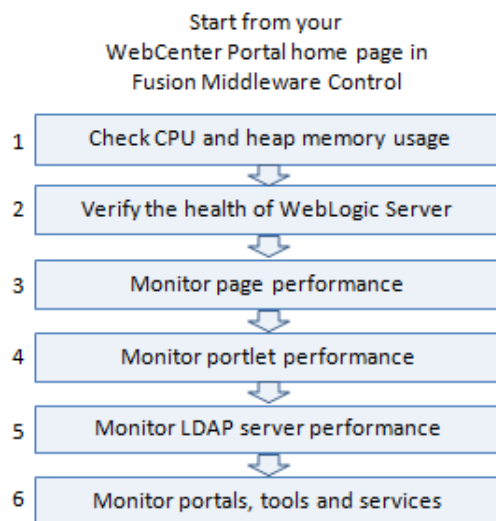 Start from your
WebCenter Portal home page in
Fusion Middleware Control
1 Check CPU and heap memory usage
2 Verify the health of WebLogic Server
3 Monitor page performance
4 Monitor portlet performance
5 Monitor LDAP server performance
6 Monitor portals, tools and services